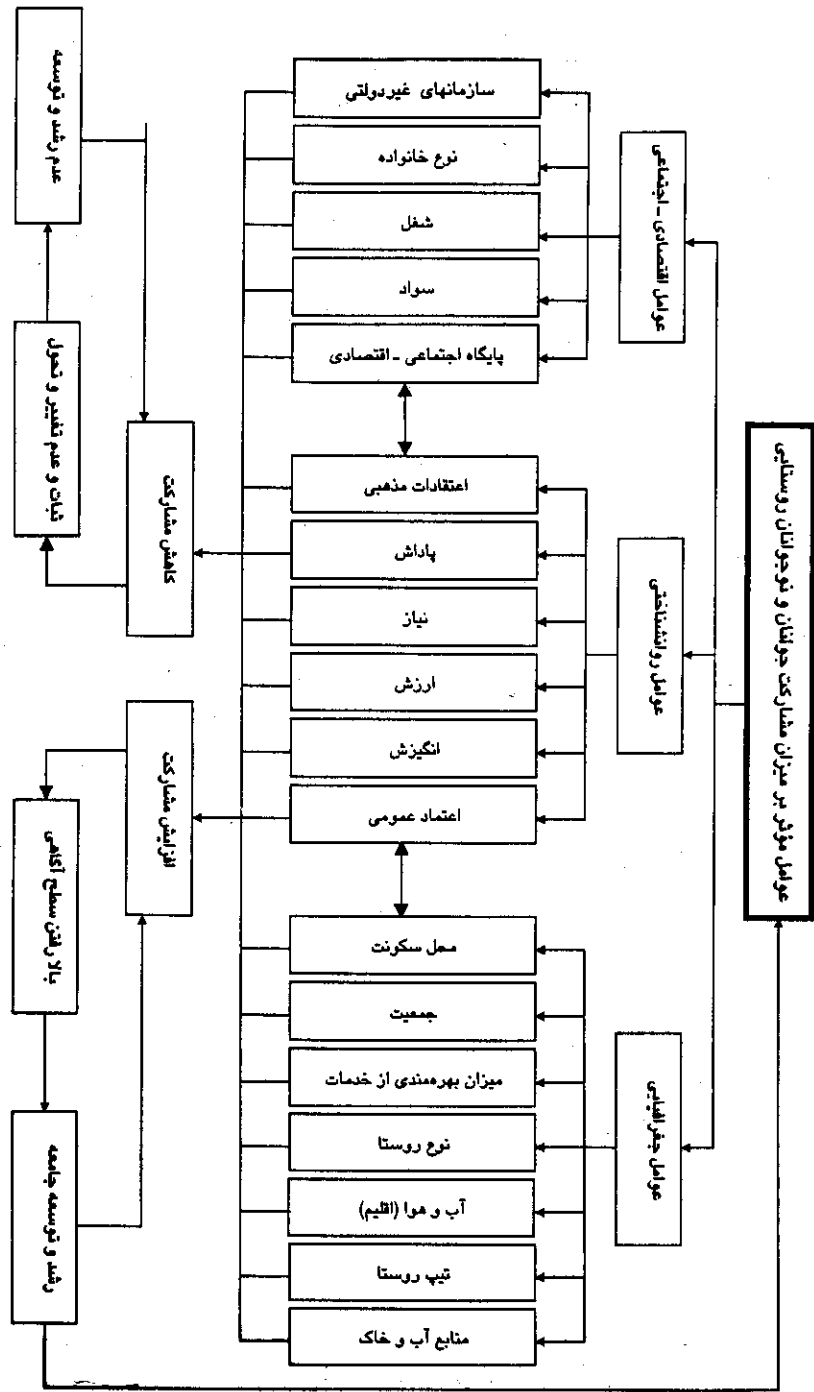 عوامل مؤثر بر میزان مشارکت جوانان و نوجوانان روستایی
عوامل اقتصادی ـ اجتماعی
عوامل روانشناختی
عوامل جغرافیایی
سازمانهای غیردولتی
نوع خانواده
شغل
سواد
پایگاه اجتماعی ـ اقتصادی
اعتقادات مذهبی
پاداش
نیاز
ارزش
انگیزش
اعتماد عمومی
محل سکونت
جمعیت
میزان بهره‌مندی از خدمات
نوع روستا
آب و هوا (اقلیم)
تیپ روستا
منابع آب و خاک
کاهش مشارکت
افزایش مشارکت
عدم رشد و توسعه
ثبات و عدم تغییر و تحول
بالا رفتن سطح آگاهی
رشد و توسعه جامعه